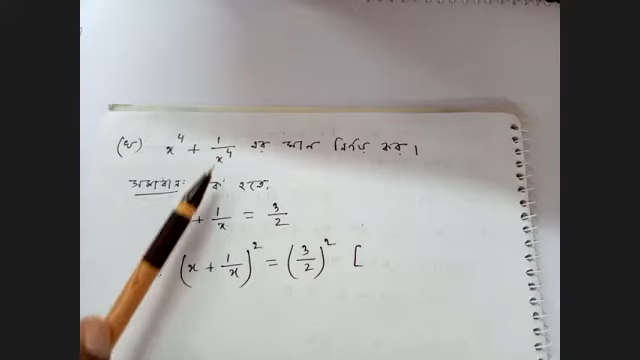 (ঘ) x⁴ + 1/x⁴ এর মান নির্ণয় কর।
সমাধান: হতে,
+ 1/x = 3/2
(x + 1/x)² = (3/2)² [